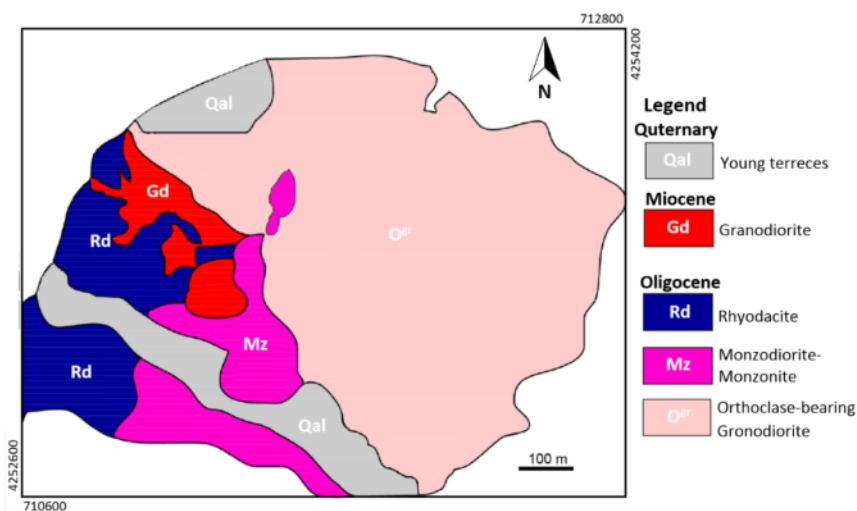 712800
4254200
N
Qal
Gd
Rd
O^gr
Mz
Rd
Qal
100 m
4252600
710600
Legend
Quternary
Qal
Young terreces
Miocene
Gd
Granodiorite
Oligocene
Rd
Rhyodacite
Mz
Monzodiorite-
Monzonite
O^gr
Orthoclase-bearing
Gronodiorite